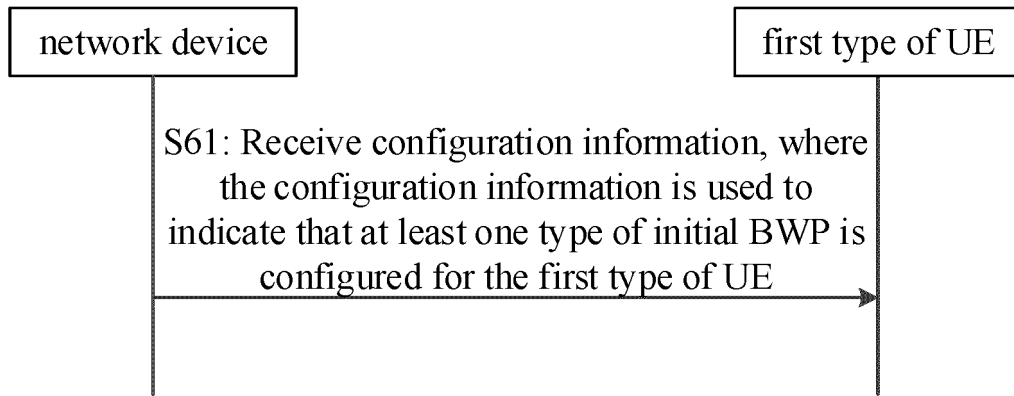 network device
first type of UE
S61: Receive configuration information, where
the configuration information is used to
indicate that at least one type of initial BWP is
configured for the first type of UE